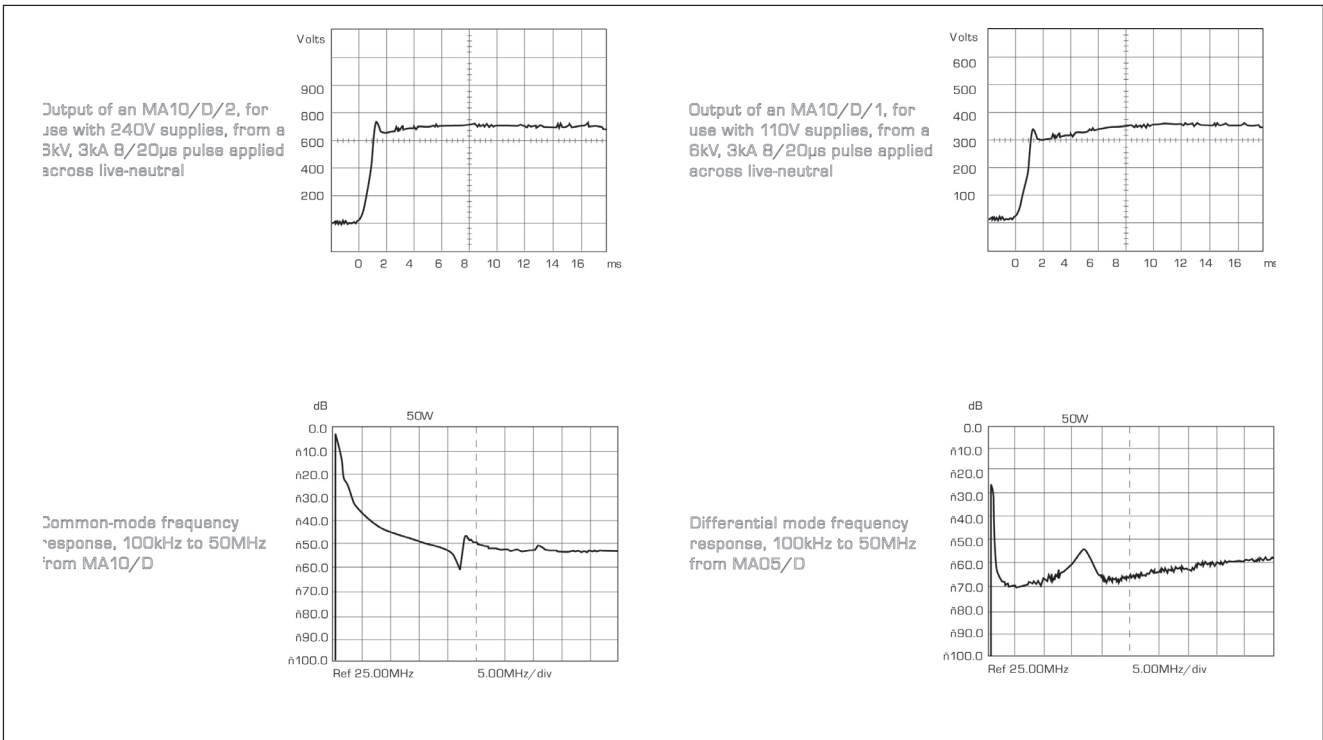 Volts
900
800
600
400
200
0 2 4 6 8 10 12 14 16 ms
Output of an MA10/D/2, for
use with 240V supplies, from a
6kV, 3kA 8/20µs pulse applied
across live-neutral
Volts
600
500
400
300
200
100
0 2 4 6 8 10 12 14 16 ms
Output of an MA10/D/1, for
use with 110V supplies, from a
6kV, 3kA 8/20µs pulse applied
across live-neutral
dB
50W
0.0
ñ10.0
ñ20.0
ñ30.0
ñ40.0
ñ50.0
ñ60.0
ñ70.0
ñ80.0
ñ90.0
ñ100.0
Ref 25.00MHz 5.00MHz/div
Common-mode frequency
response, 100kHz to 50MHz
from MA10/D
dB
50W
0.0
ñ10.0
ñ20.0
ñ30.0
ñ40.0
ñ50.0
ñ60.0
ñ70.0
ñ80.0
ñ90.0
ñ100.0
Ref 25.00MHz 5.00MHz/div
Differential mode frequency
response, 100kHz to 50MHz
from MA05/D